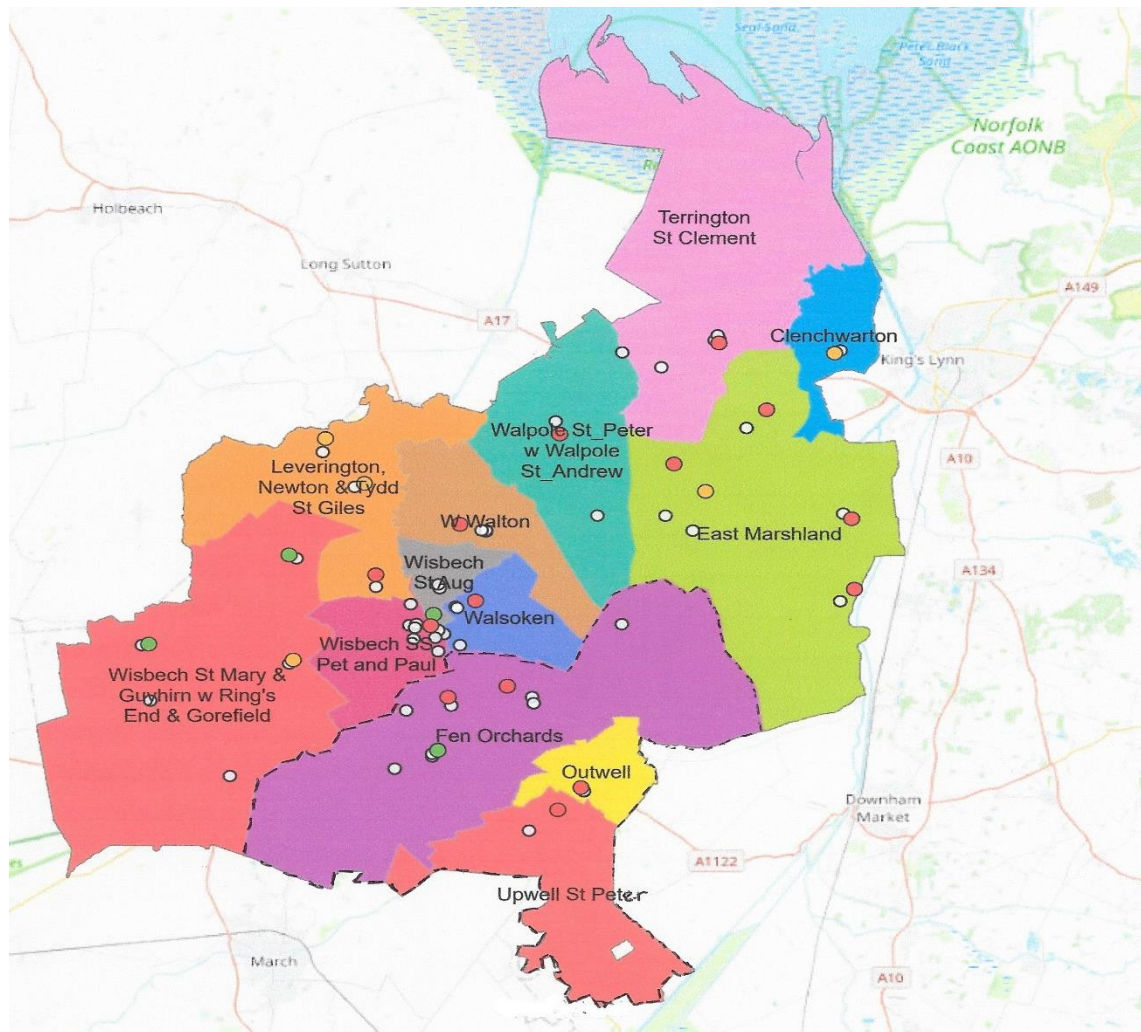 Seal Sand
Peter Black
Sand
Norfolk
Coast AONB
Holbeach
Terrington
St Clement
Long Sutton
A149
A17
Clenchwarton
King's Lynn
Walpole St_Peter
w Walpole
St_Andrew
A10
Leverington,
Newton & Tydd
St Giles
W Walton
East Marshland
Wisbech
St Aug
A134
Walsoken
Wisbech SS
Pet and Paul
Wisbech St Mary &
Guyhirn w Ring's
End & Gorefield
Fen Orchards
Outwell
Downham
Market
A1122
Upwell St Peter
March
A10